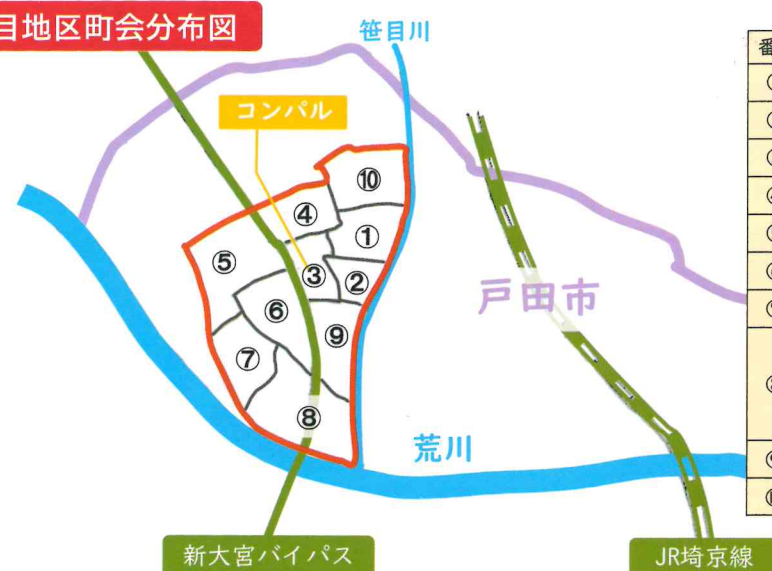 目地区町会分布図
笹目川
コンパル
番
⑩
④
①
⑤
③
②
⑥
⑨
⑦
⑧
戸田市
荒川
新大宮バイパス
JR埼京線